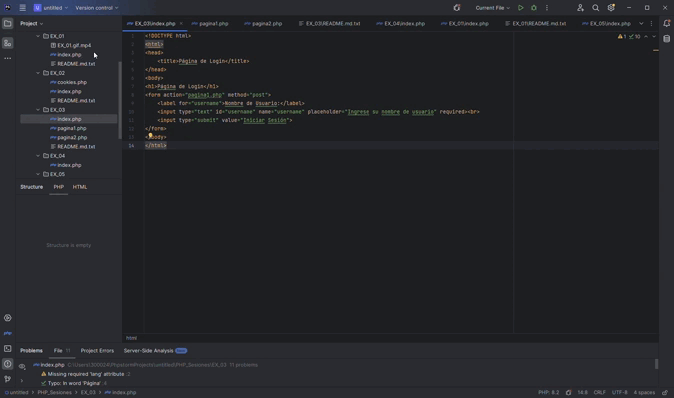 untitled
Version control
Current File
Project
EX_03\index.php
pagina1.php
pagina2.php
EX_03\README.md.txt
EX_04\index.php
EX_01\index.php
EX_01\README.md.txt
EX_05\index.php
EX_01
EX_01.gif.mp4
index.php
README.md.txt
EX_02
cookies.php
index.php
README.md.txt
EX_03
index.php
pagina1.php
pagina2.php
README.md.txt
EX_04
index.php
EX_05
1 <!DOCTYPE html>
<html>
<head>
<title>Página de Login</title>
</head>
<body>
<h1>Página de Login</h1>
<form action="pagina1.php" method="post">
<label for="username">Nombre de Usuario:</label>
<input type="text" id="username" name="username" placeholder="Ingrese su nombre de usuario" required><br>
<input type="submit" value="Iniciar Sesión">
</form>
14 </html>
1 10
Structure
PHP
HTML
Structure is empty
html
Problems
File 11
Project Errors
Server-Side Analysis
index.php
11 problems
Missing required 'lang' attribute :2
Typo: In word 'Página' :4
untitled > PHP_Sesiones > EX_03 > index.php
PHP: 8.2
14:8
CRLF
UTF-8
4 spaces